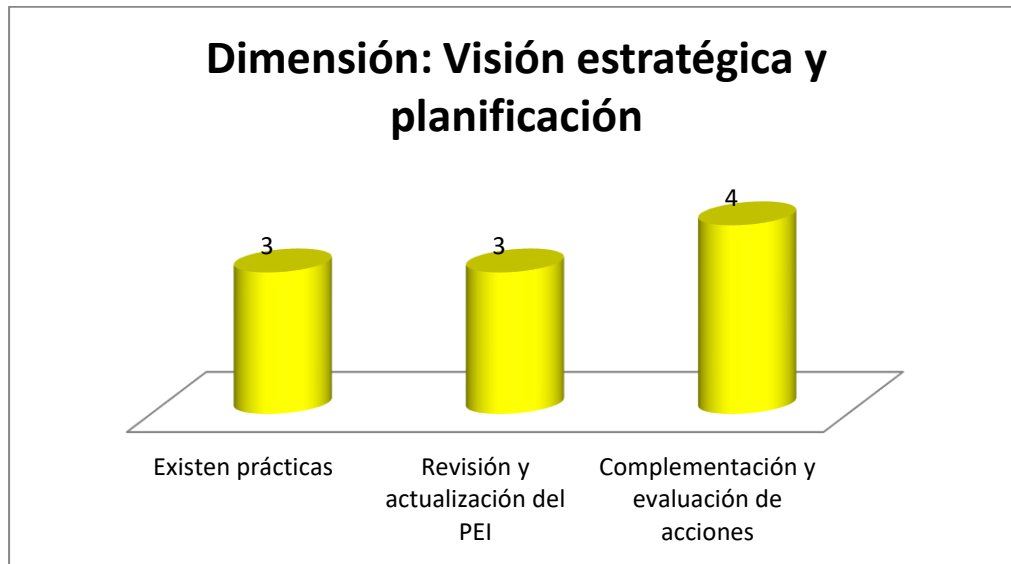 Dimensión: Visión estratégica y
planificación
3
3
4
Existen prácticas
Revisión y
actualización del
PEI
Complementación y
evaluación de
acciones